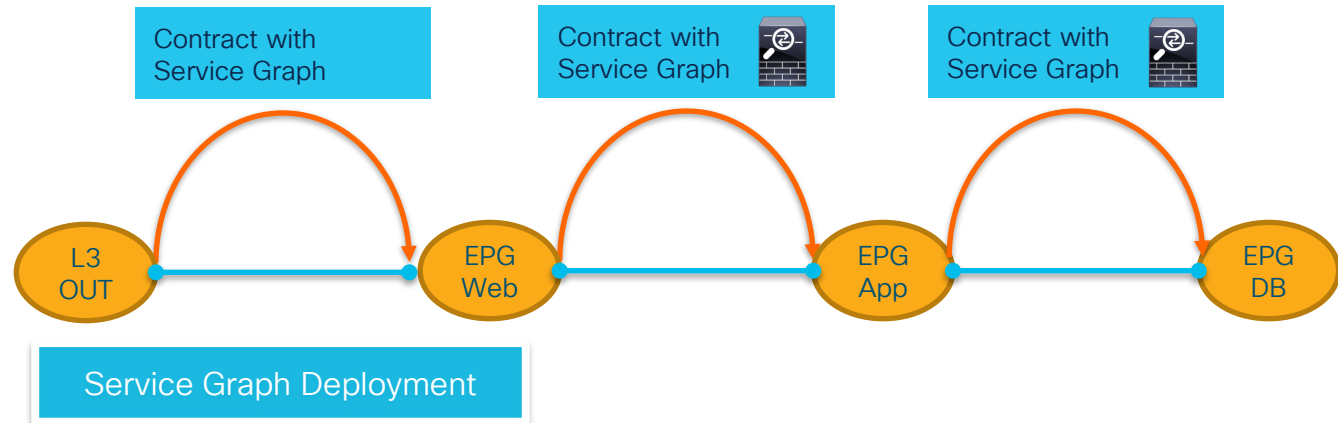 Contract with
Service Graph
Contract with
Service Graph
Contract with
Service Graph
L3
OUT
EPG
Web
EPG
App
EPG
DB
Service Graph Deployment